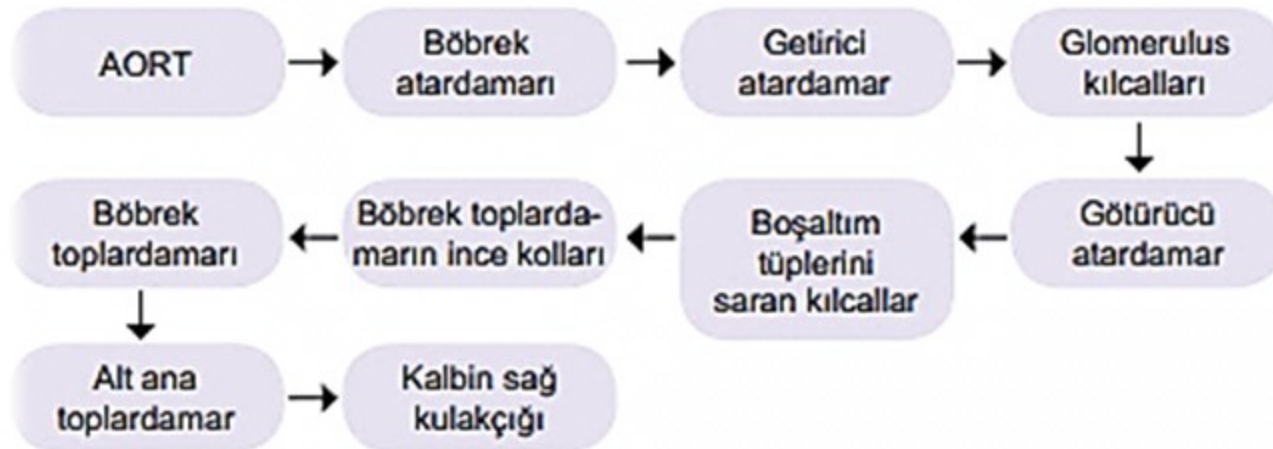 AORT
Böbrek
atardamarı
Getirici
atardamar
Glomerulus
kılcalları
Götürücü
atardamar
Boşaltım
tüplerini
saran kılcallar
Böbrek toplarda-
marın ince kolları
Böbrek
toplardamarı
Alt ana
toplardamar
Kalbin sağ
kulakçığı